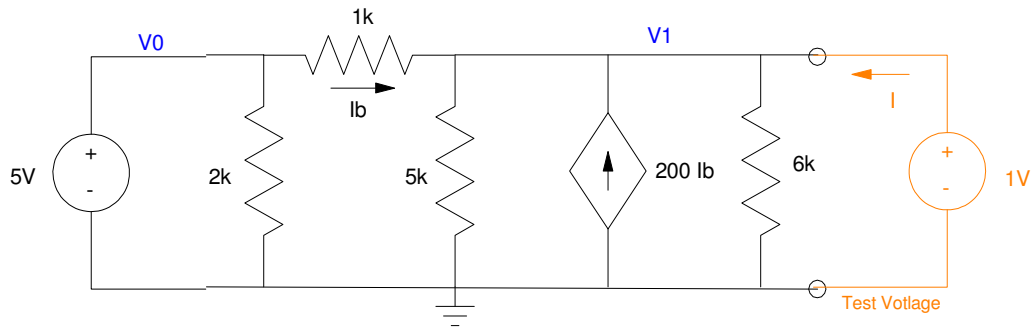 1k
V0
V1
Ib
I
+
-
5V
2k
5k
200 Ib
6k
+
-
1V
Test Votlage